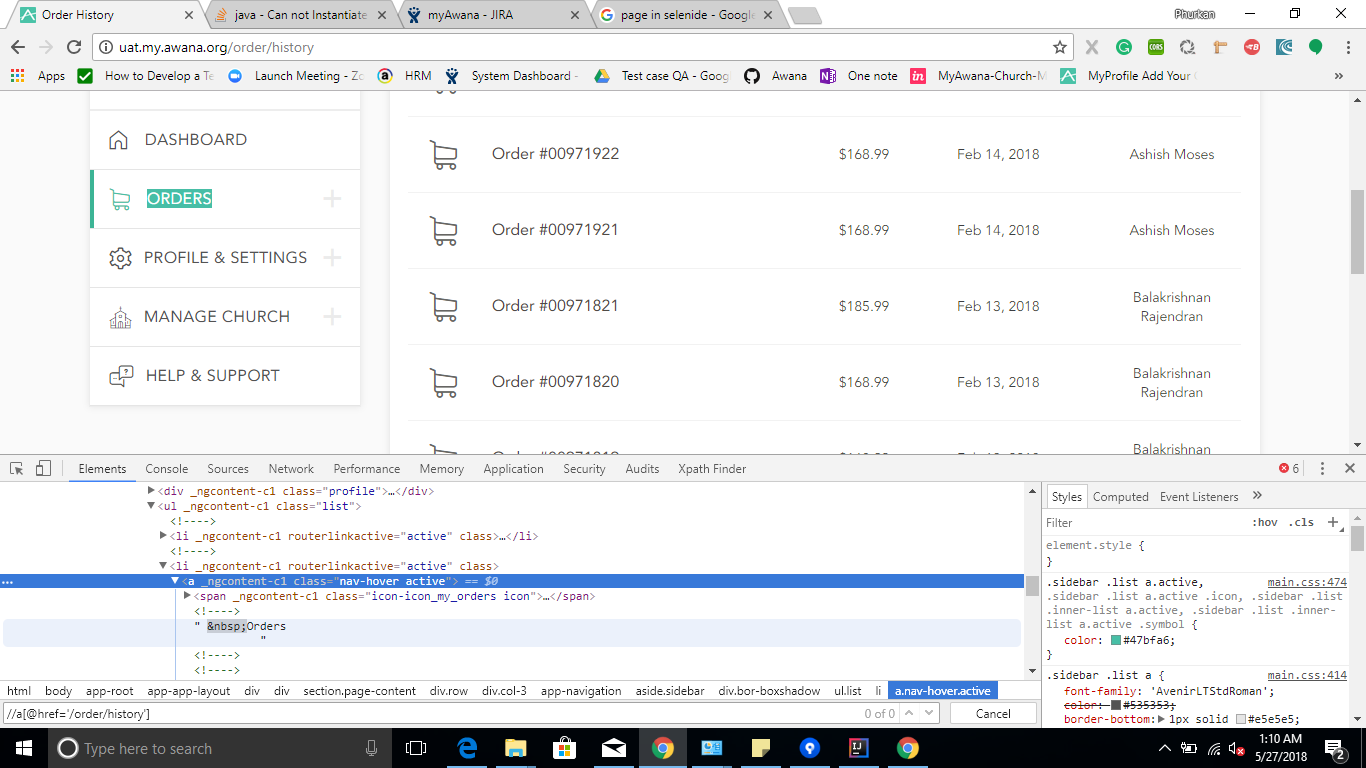 Order History
java - Can not Instantiate
myAwana - JIRA
page in selenide - Google
Phurkan
uat.my.awana.org/order/history
Apps
How to Develop a Te
Launch Meeting - Zo
HRM
System Dashboard -
Test case QA - Goog
Awana
One note
MyAwana-Church-M
MyProfile Add Your
»
DASHBOARD
ORDERS
PROFILE & SETTINGS
MANAGE CHURCH
HELP & SUPPORT
Order #00971922 $168.99 Feb 14, 2018 Ashish Moses
Order #00971921 $168.99 Feb 14, 2018 Ashish Moses
Order #00971821 $185.99 Feb 13, 2018 Balakrishnan
Rajendran
Order #00971820 $168.99 Feb 13, 2018 Balakrishnan
Rajendran
Balakrishnan
Elements Console Sources Network Performance Memory Application Security Audits Xpath Finder 6
<div _ngcontent-c1 class="profile">…</div>
<ul _ngcontent-c1 class="list">
<!---->
<li _ngcontent-c1 routerlinkactive="active" class>…</li>
<!---->
<li _ngcontent-c1 routerlinkactive="active" class>
<a _ngcontent-c1 class="nav-hover active"> == $0
<span _ngcontent-c1 class="icon-icon_my_orders icon">…</span>
<!---->
" &nbsp;Orders
"
<!---->
<!---->
html body app-root app-app-layout div div section.page-content div.row div.col-3 app-navigation aside.sidebar div.bor-boxshadow ul.list li a.nav-hover.active
//a[@href='/order/history']
0 of 0
Cancel
Styles Computed Event Listeners »
Filter :hov .cls +
element.style {
}
.sidebar .list a.active, main.css:474
.sidebar .list a.active .icon, .sidebar .list
.inner-list a.active, .sidebar .list .inner-
list a.active .symbol {
color: #47bfa6;
}
.sidebar .list a { main.css:414
font-family: 'AvenirLTStdRoman';
color: #535353;
border-bottom: 1px solid #e5e5e5;
Type here to search
1:10 AM
5/27/2018
2